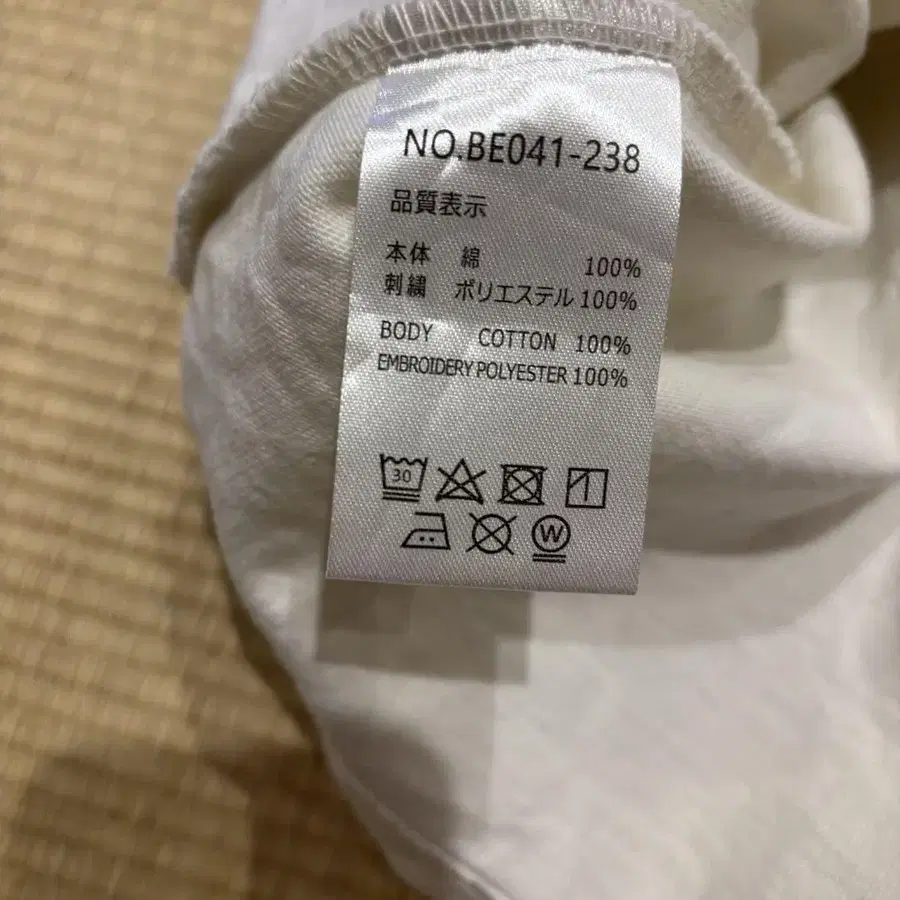 NO.BE041-238
品質表示
本体 綿 100%
刺繍 ポリエステル 100%
BODY COTTON 100%
EMBROIDERY POLYESTER 100%
30
W